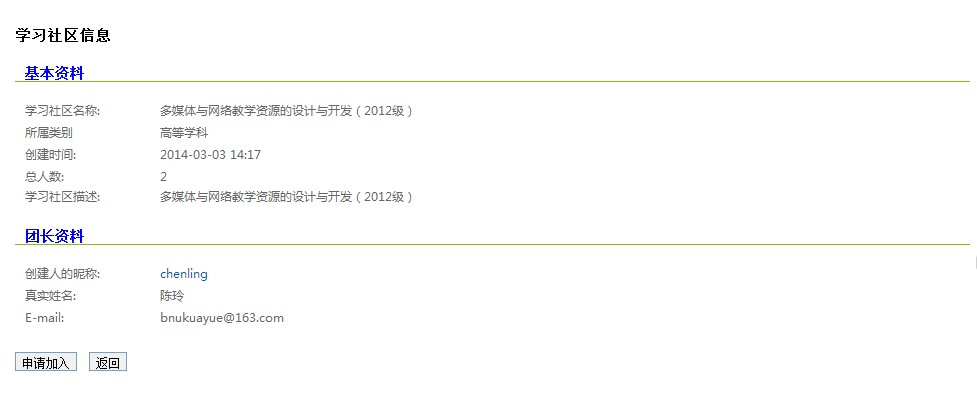 学习社区信息
基本资料
学习社区名称: 多媒体与网络教学资源的设计与开发（2012级）
所属类别 高等学科
创建时间: 2014-03-03 14:17
总人数: 2
学习社区描述: 多媒体与网络教学资源的设计与开发（2012级）
团长资料
创建人的昵称: chenling
真实姓名: 陈玲
E-mail: bnukuayue@163.com
申请加入 返回